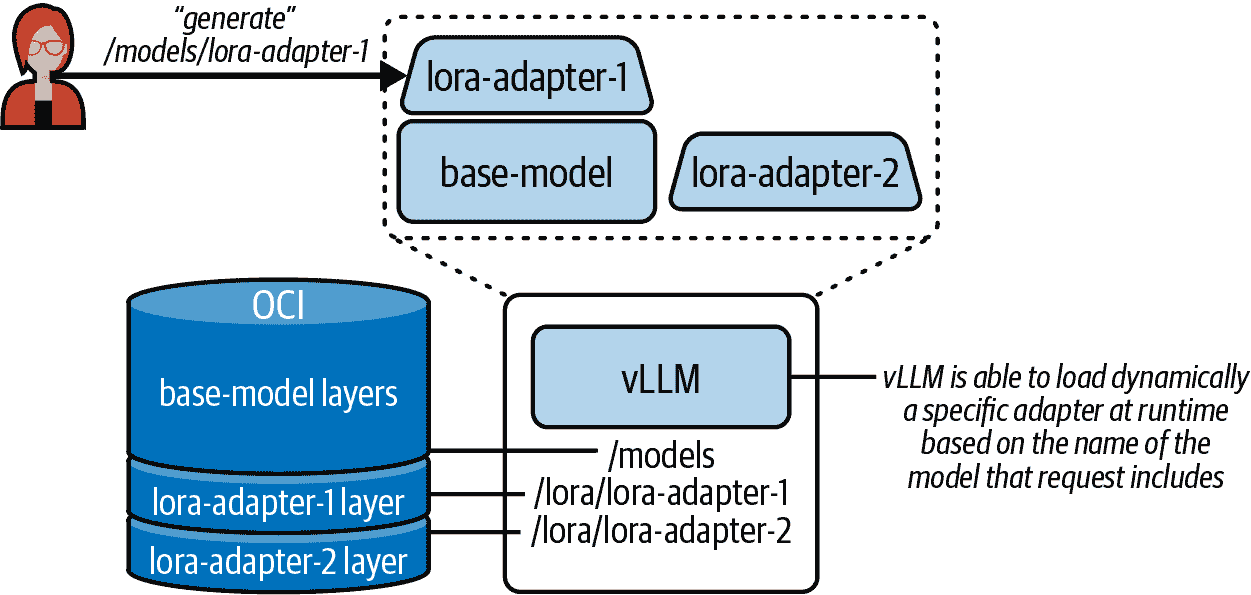 “generate”
/models/lora-adapter-1
lora-adapter-1
base-model
lora-adapter-2
OCI
base-model layers
lora-adapter-1 layer
lora-adapter-2 layer
vLLM
/models
/lora/lora-adapter-1
/lora/lora-adapter-2
vLLM is able to load dynamically
a specific adapter at runtime
based on the name of the
model that request includes